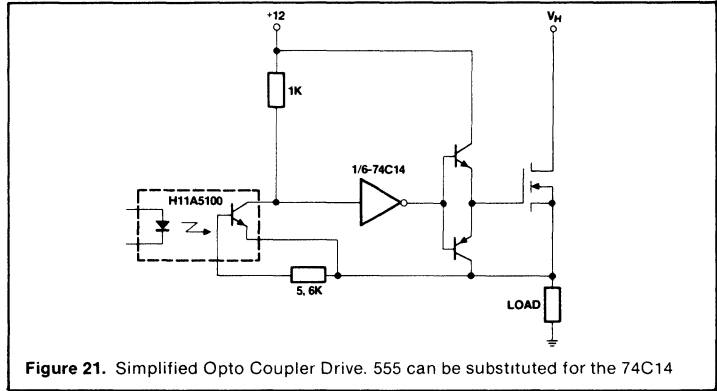 +12
VH
1K
1/6-74C14
H11A5100
5, 6K
LOAD
Figure 21. Simplified Opto Coupler Drive. 555 can be substituted for the 74C14